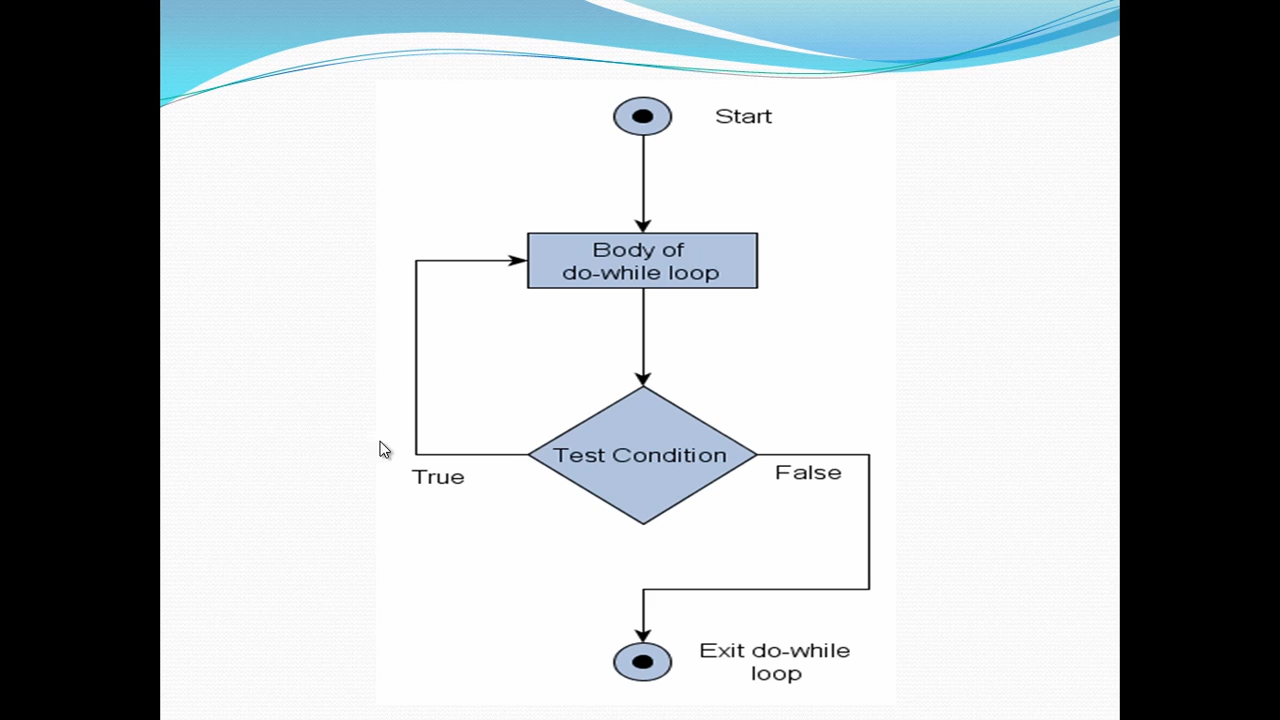 Start
Body of
do-while loop
Test Condition
True
False
Exit do-while
loop